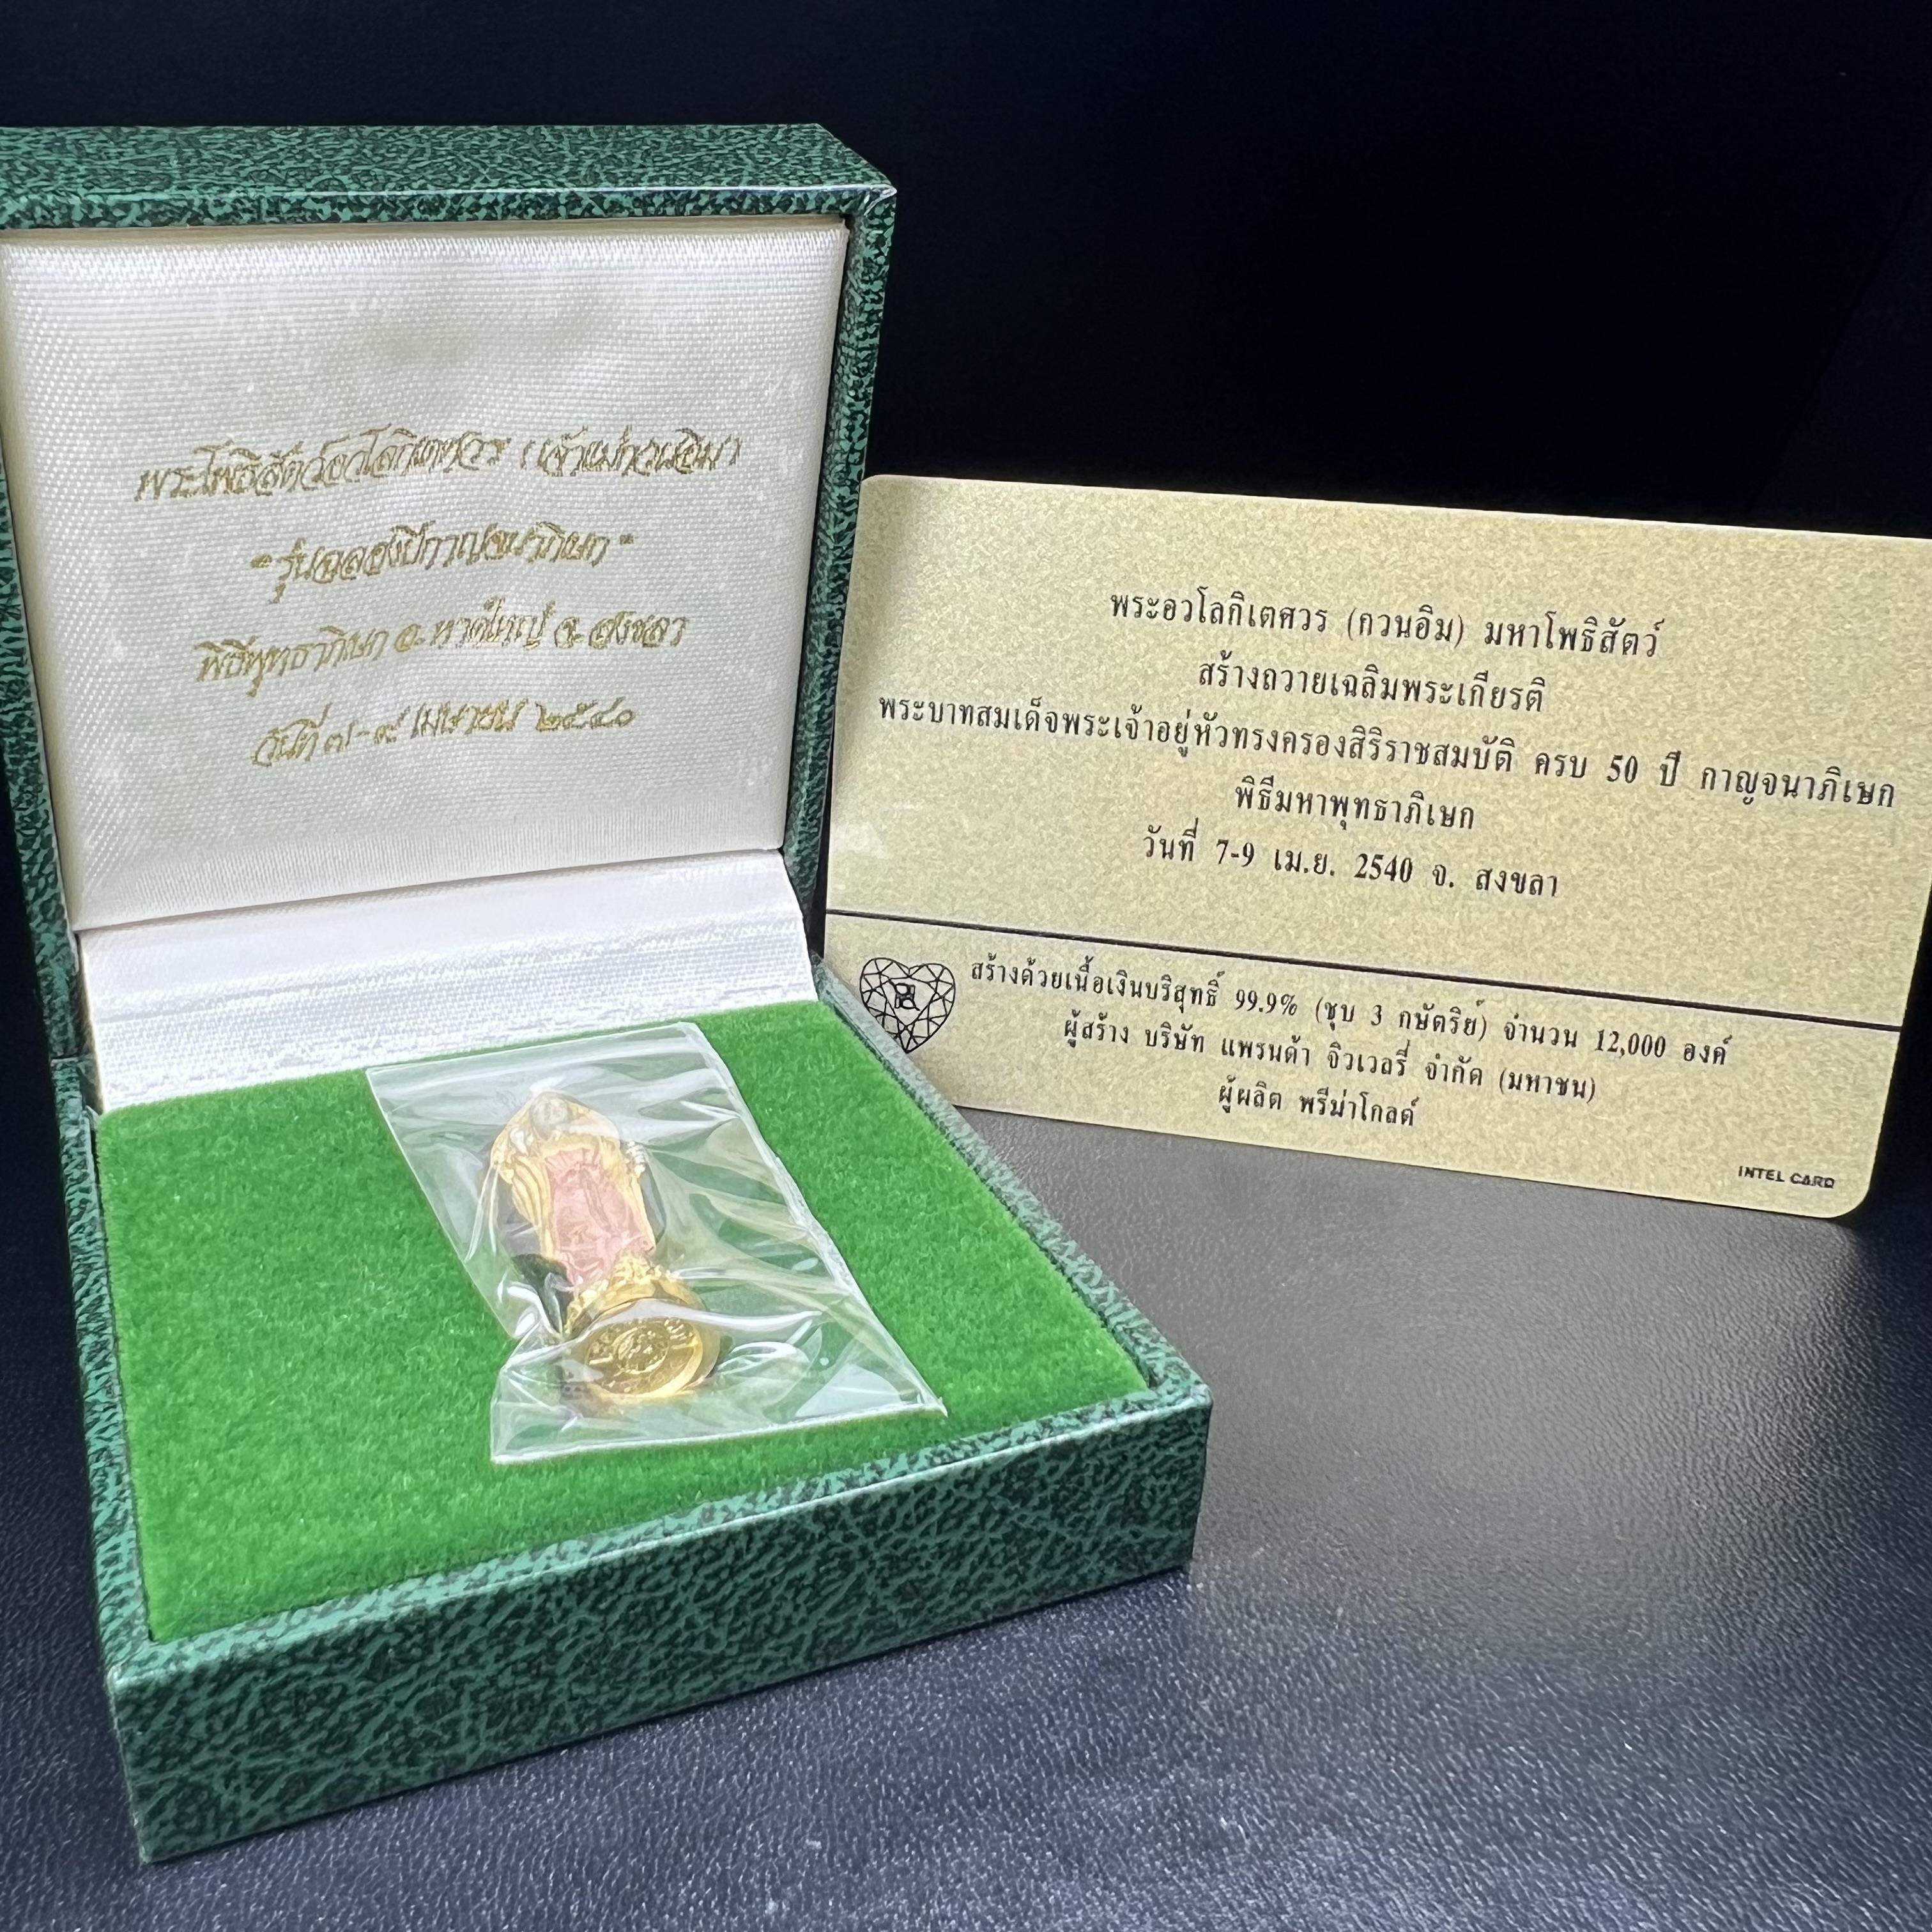 พระโพธิสัตว์อวโลกิเตศวร (เจ้าแม่กวนอิม)
"รุ่นฉลองปีกาญจนาภิเษก"
พิธีพุทธาภิเษก อ. หาดใหญ่ จ. สงขลา
วันที่ ๗-๙ เมษายน ๒๕๔๐
พระอวโลกิเตศวร (กวนอิม) มหาโพธิสัตว์
สร้างถวายเฉลิมพระเกียรติ
พระบาทสมเด็จพระเจ้าอยู่หัวทรงครองสิริราชสมบัติ ครบ 50 ปี กาญจนาภิเษก
พิธีมหาพุทธาภิเษก
วันที่ 7-9 เม.ย. 2540 จ. สงขลา
สร้างด้วยเนื้อเงินบริสุทธิ์ 99.9% (ชุบ 3 กษัตริย์) จำนวน 12,000 องค์
ผู้สร้าง บริษัท แพรนด้า จิวเวลรี่ จำกัด (มหาชน)
ผู้ผลิต พรีม่าโกลด์
INTEL CARD